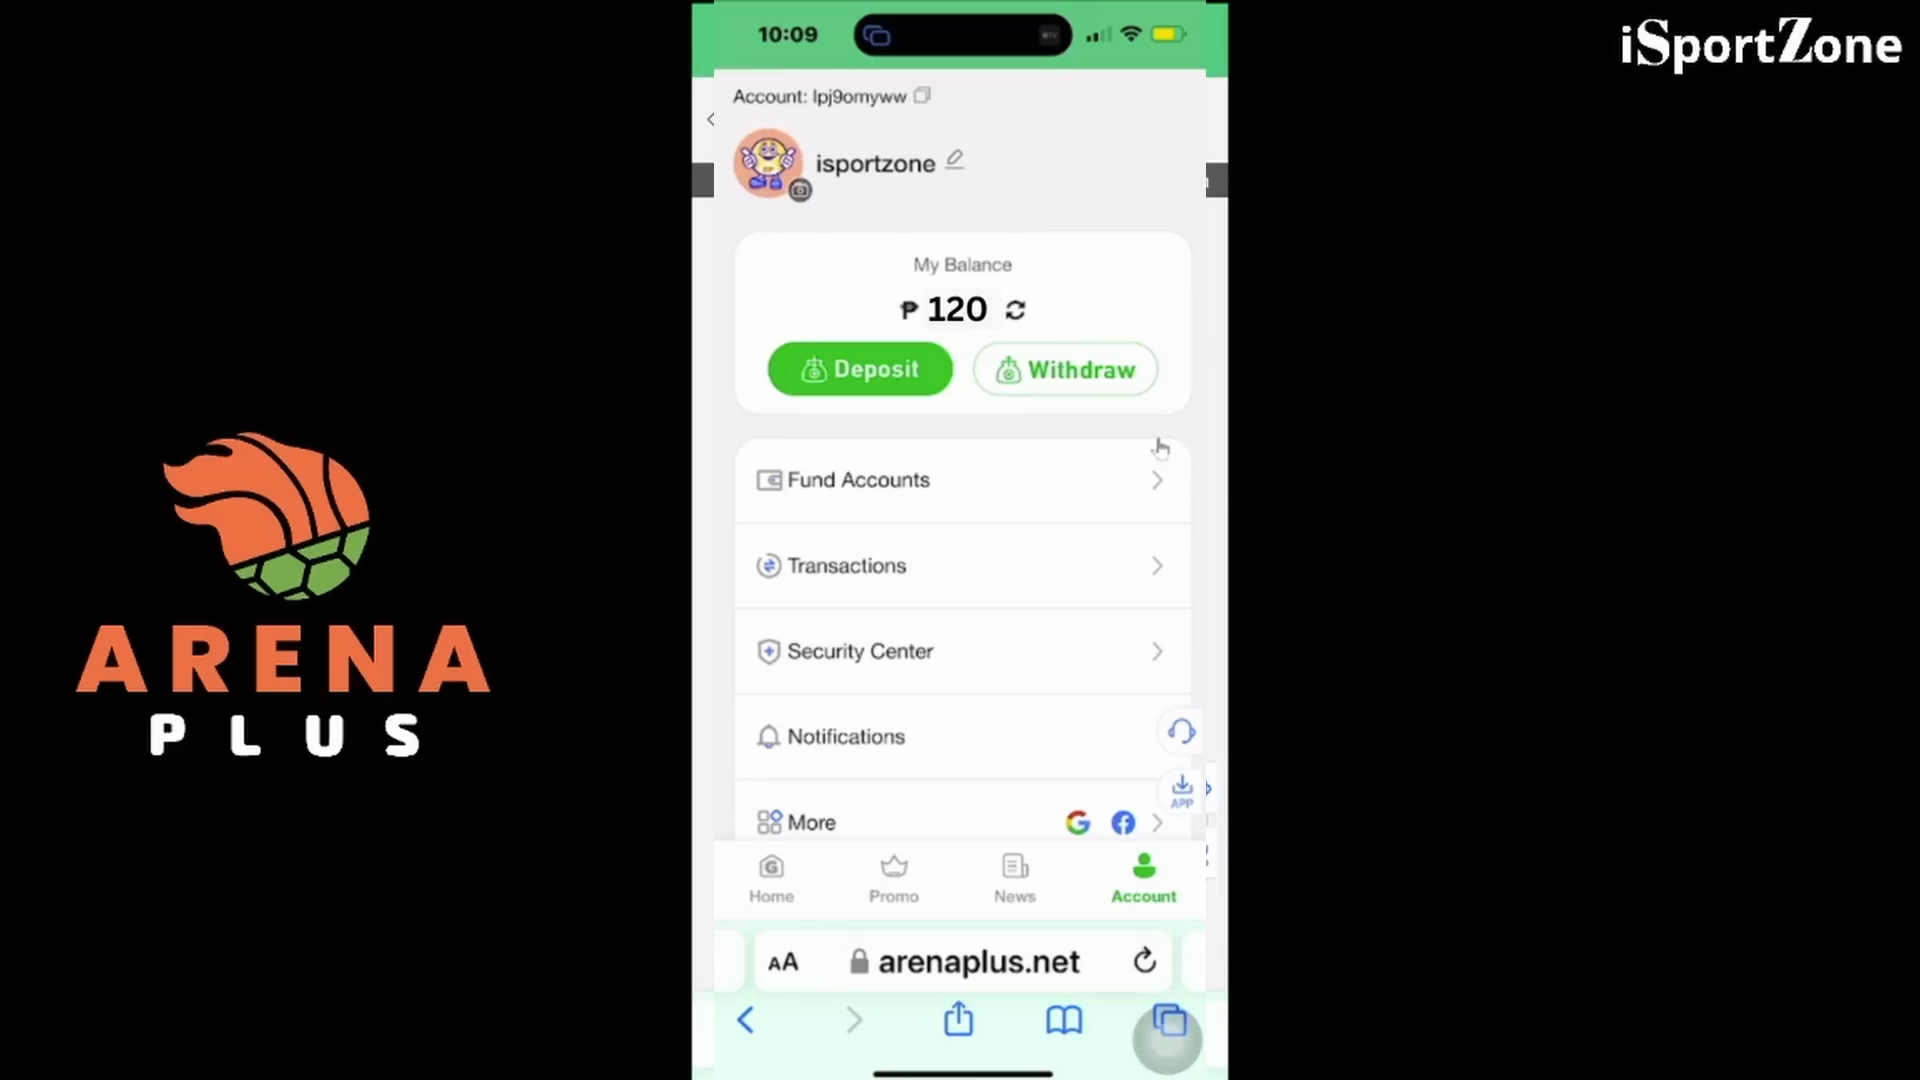 iSportZone
10:09
Account: lpj9omyww
isportzone
My Balance
₱ 120
Deposit
Withdraw
Fund Accounts
Transactions
Security Center
Notifications
APP
More
Home
Promo
News
Account
AA
arenaplus.net
ARENA
PLUS